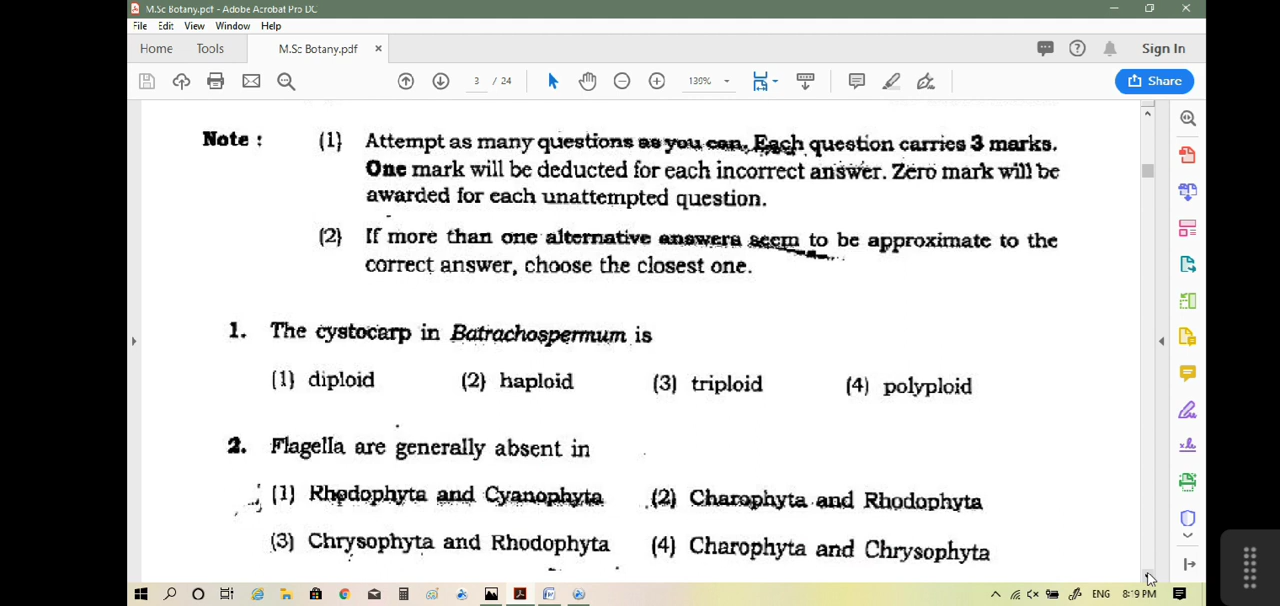 M.Sc Botany.pdf - Adobe Acrobat Pro DC
File Edit View Window Help
Home Tools M.Sc Botany.pdf × Sign In
3 / 24 139% Share
Note : (1) Attempt as many questions as you can. Each question carries 3 marks.
One mark will be deducted for each incorrect answer. Zero mark will be
awarded for each unattempted question.
(2) If more than one alternative answers seem to be approximate to the
correct answer, choose the closest one.
1. The cystocarp in Batrachospermum is
(1) diploid (2) haploid (3) triploid (4) polyploid
2. Flagella are generally absent in
(1) Rhodophyta and Cyanophyta (2) Charophyta and Rhodophyta
(3) Chrysophyta and Rhodophyta (4) Charophyta and Chrysophyta
ENG 8:19 PM